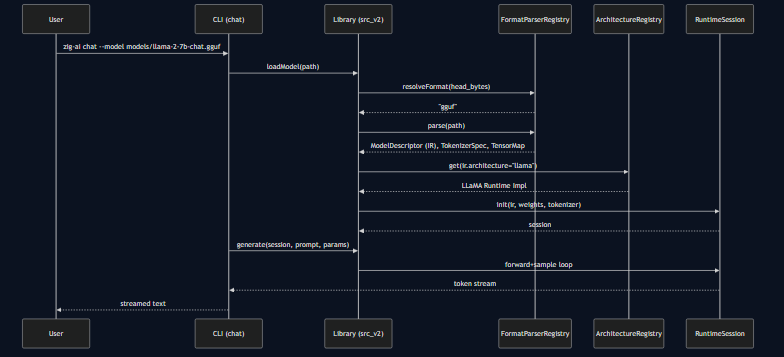 User
CLI (chat)
Library (src_v2)
FormatParserRegistry
ArchitectureRegistry
RuntimeSession
zig-ai chat --model models/llama-2-7b-chat.gguf
loadModel(path)
resolveFormat(head_bytes)
"gguf"
parse(path)
ModelDescriptor (IR), TokenizerSpec, TensorMap
get(ir.architecture="llama")
LLaMA Runtime Impl
init(ir, weights, tokenizer)
session
generate(session, prompt, params)
forward+sample loop
token stream
streamed text
User
CLI (chat)
Library (src_v2)
FormatParserRegistry
ArchitectureRegistry
RuntimeSession